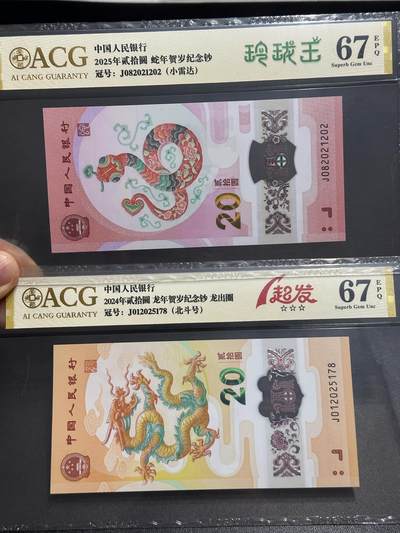 ACG
AI CANG GUARANTY
中国人民银行
2025年贰拾圆 蛇年贺岁纪念钞
冠号：J082021202（小雷达）
玲珑玉
67
EPQ
Superb Gem Unc
中国人民银行
贰拾圆
20
J082021202
ACG
AI CANG GUARANTY
中国人民银行
2024年贰拾圆 龙年贺岁纪念钞 龙出圈
冠号：J012025178（北斗号）
一起发
☆☆☆
67
EPQ
Superb Gem Unc
中国人民银行
贰拾圆
20
J012025178